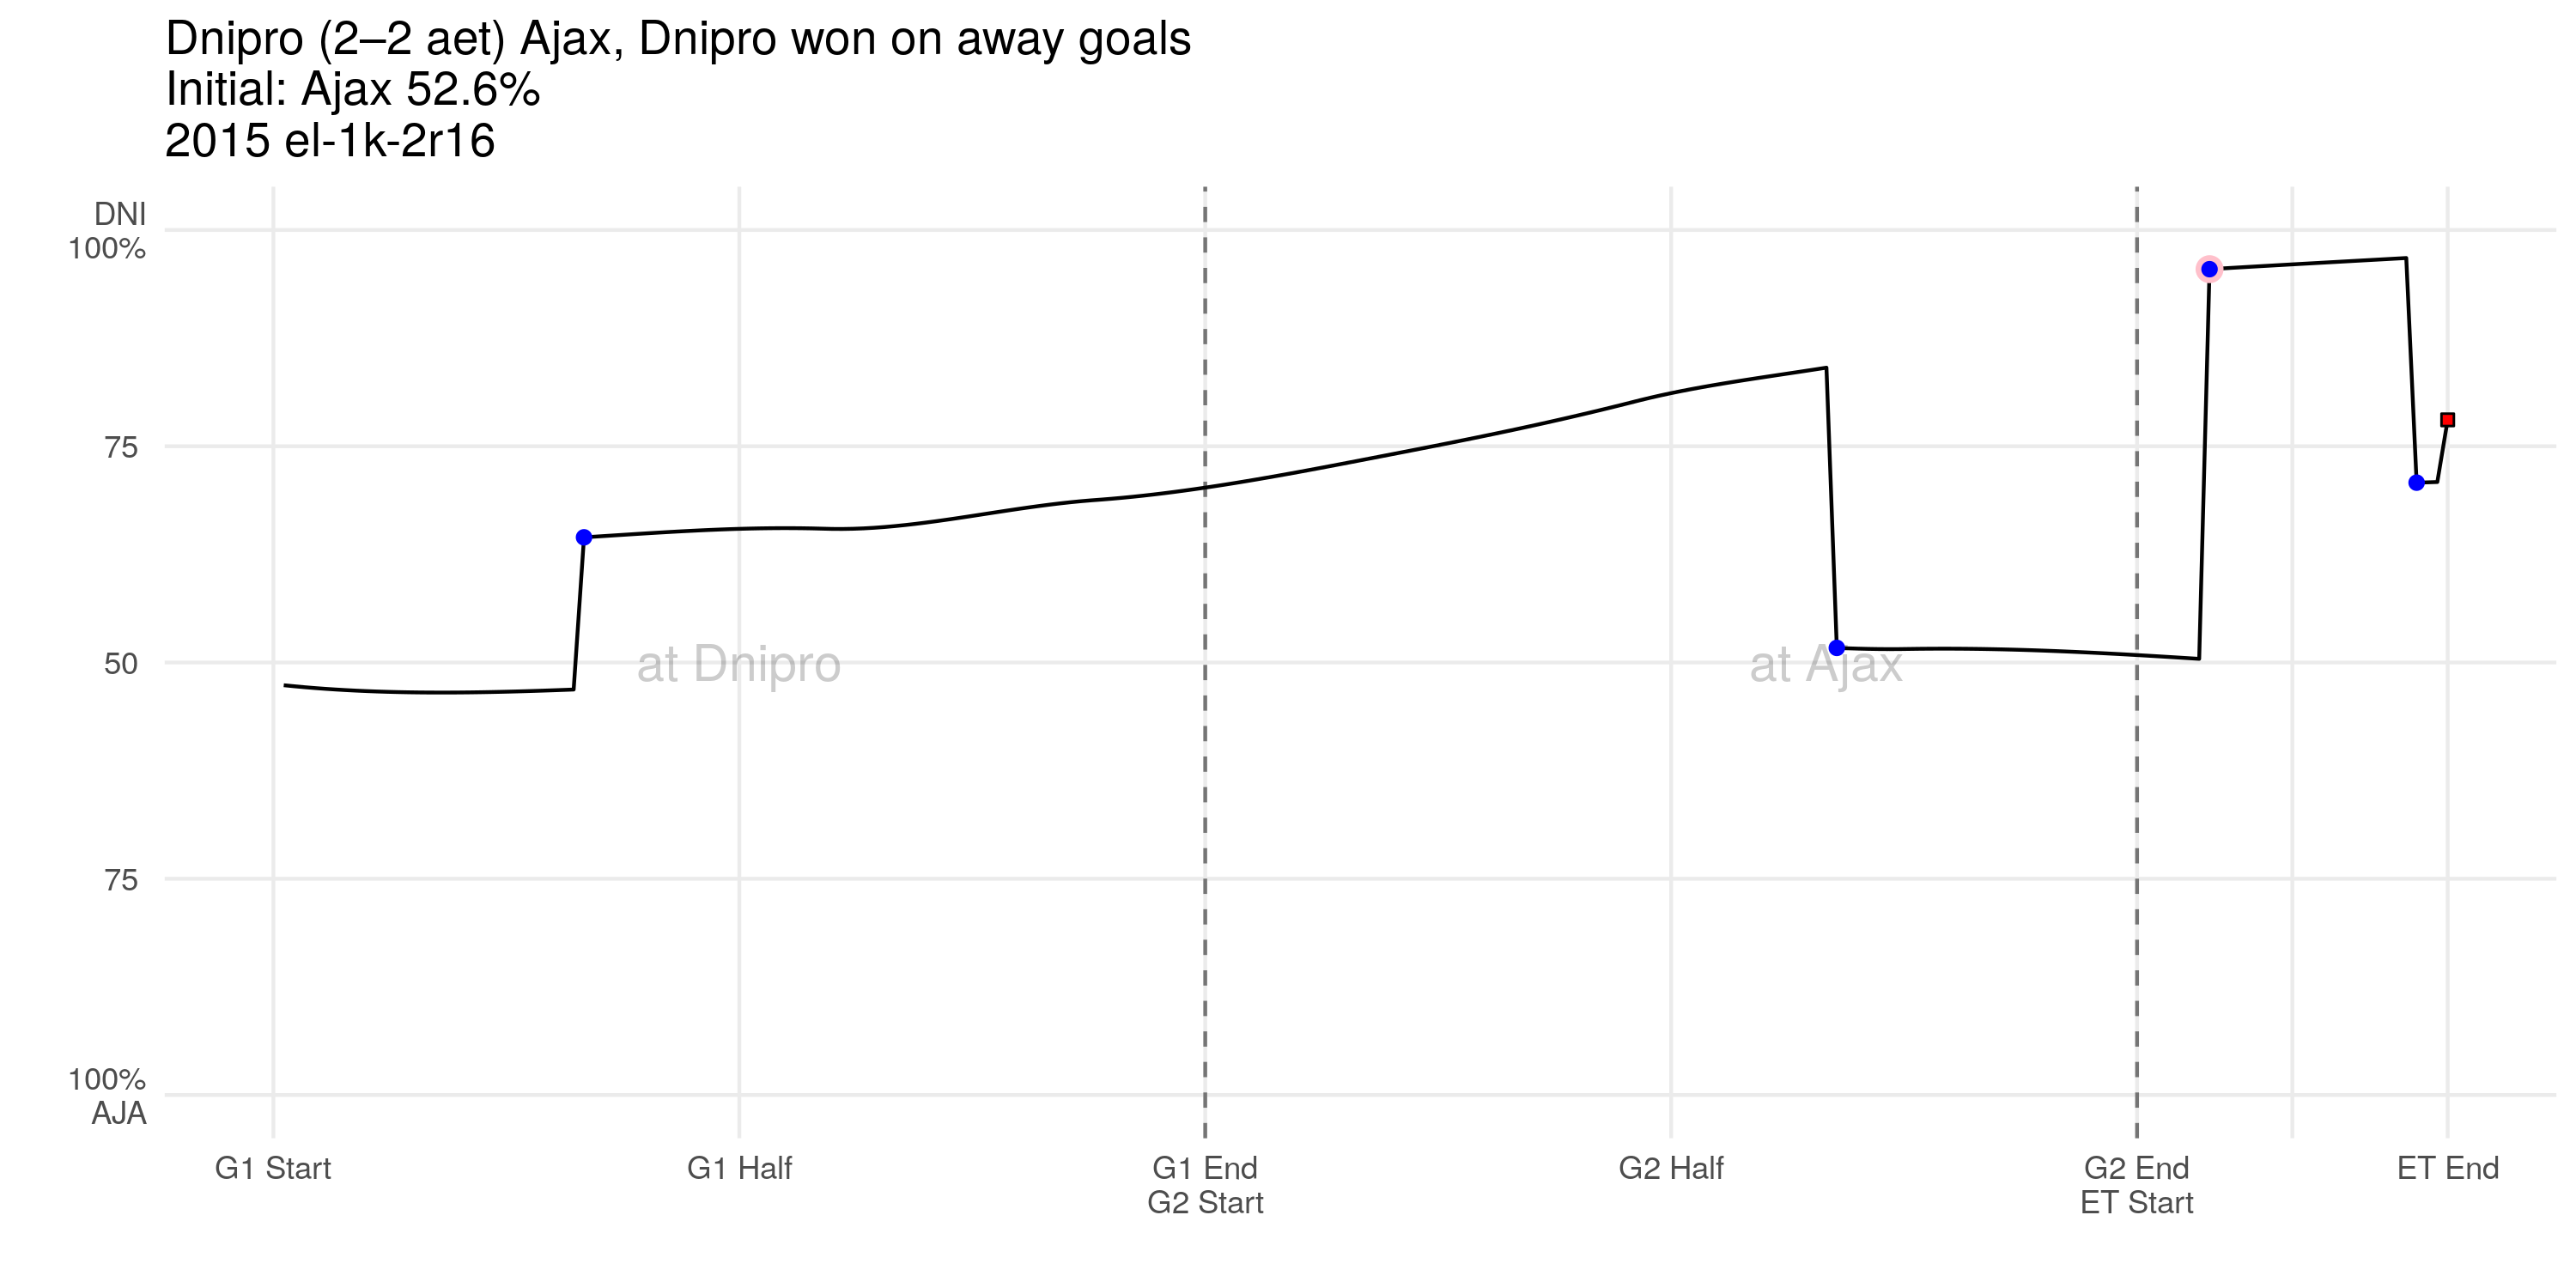 Dnipro (2–2 aet) Ajax, Dnipro won on away goals
Initial: Ajax 52.6%
2015 el-1k-2r16
DNI
100%
75
50
75
100%
AJA
at Dnipro
at Ajax
G1 Start
G1 Half
G1 End
G2 Start
G2 Half
G2 End
ET Start
ET End